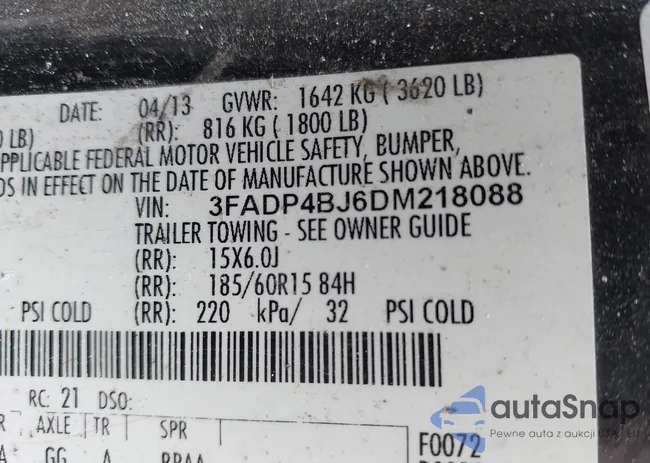 DATE: 04/13 GVWR: 1642 KG ( 3620 LB)
LB) (RR): 816 KG ( 1800 LB)
APPLICABLE FEDERAL MOTOR VEHICLE SAFETY, BUMPER,
DS IN EFFECT ON THE DATE OF MANUFACTURE SHOWN ABOVE.
VIN: 3FADP4BJ6DM218088
TRAILER TOWING - SEE OWNER GUIDE
(RR): 15X6.0J
(RR): 185/60R15 84H
PSI COLD (RR): 220 kPa/ 32 PSI COLD
RC: 21 DSO:
R AXLE TR SPR
A GG A
F0072
autaSnap
Pewne auta z aukcji